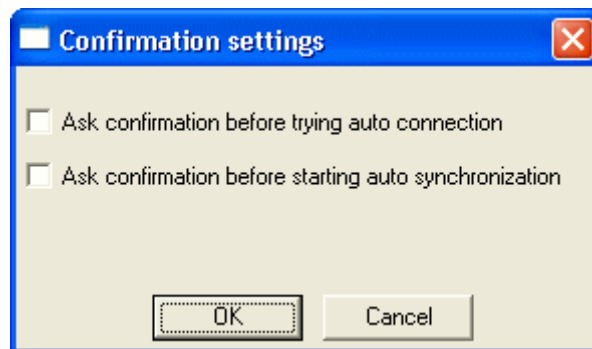 Confirmation settings
Ask confirmation before trying auto connection
Ask confirmation before starting auto synchronization
OK
Cancel